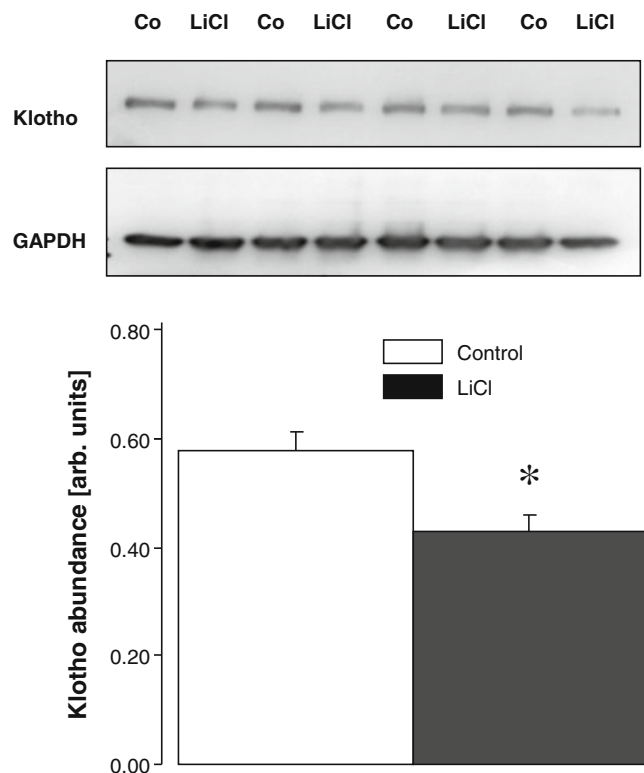 Co LiCl Co LiCl Co LiCl Co LiCl
Klotho
GAPDH
0.80
0.60
0.40
0.20
0.00
Klotho abundance [arb. units]
Control
LiCl
*